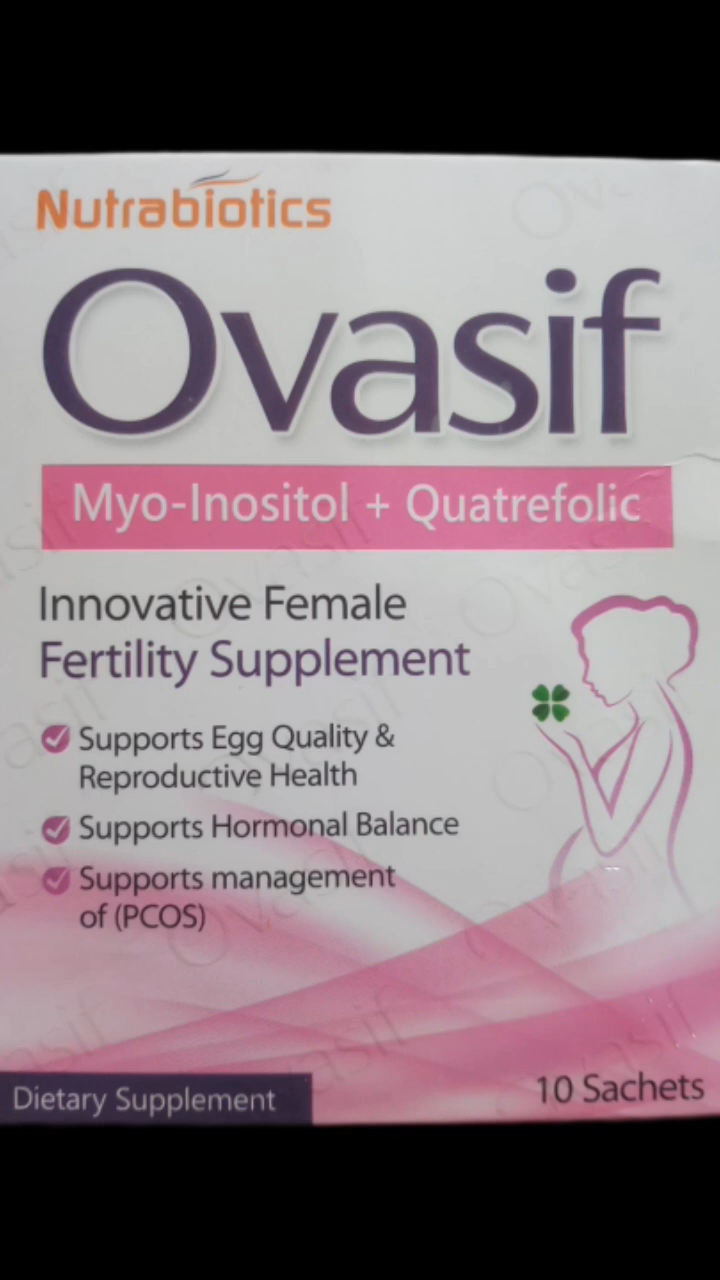 Nutrabiotics
Ovasif
Myo-Inositol + Quatrefolic
Innovative Female
Fertility Supplement
Supports Egg Quality &
Reproductive Health
Supports Hormonal Balance
Supports management
of (PCOS)
Dietary Supplement
10 Sachets